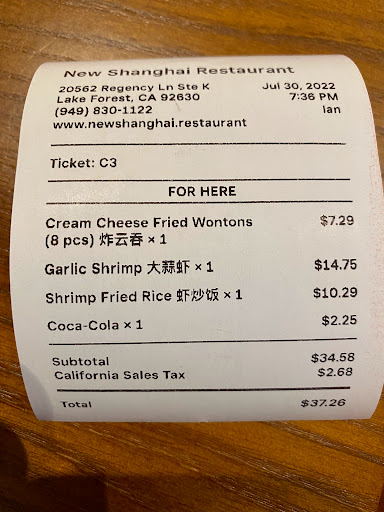 New Shanghai Restaurant
20562 Regency Ln Ste K Jul 30, 2022
Lake Forest, CA 92630 7:36 PM
(949) 830-1122 Ian
www.newshanghai.restaurant
Ticket: C3
FOR HERE
Cream Cheese Fried Wontons $7.29
(8 pcs) 炸云吞 × 1
Garlic Shrimp 大蒜虾 × 1 $14.75
Shrimp Fried Rice 虾炒饭 × 1 $10.29
Coca-Cola × 1 $2.25
Subtotal $34.58
California Sales Tax $2.68
Total $37.26